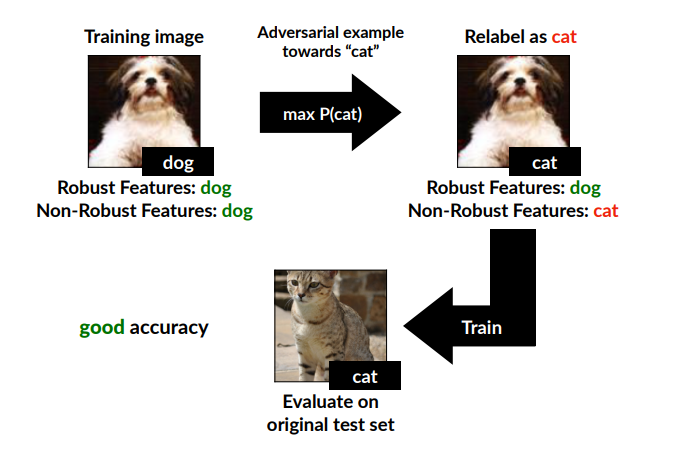 Training image
Adversarial example
towards “cat”
Relabel as cat
max P(cat)
dog
cat
Robust Features: dog
Non-Robust Features: dog
Robust Features: dog
Non-Robust Features: cat
good accuracy
Train
cat
Evaluate on
original test set